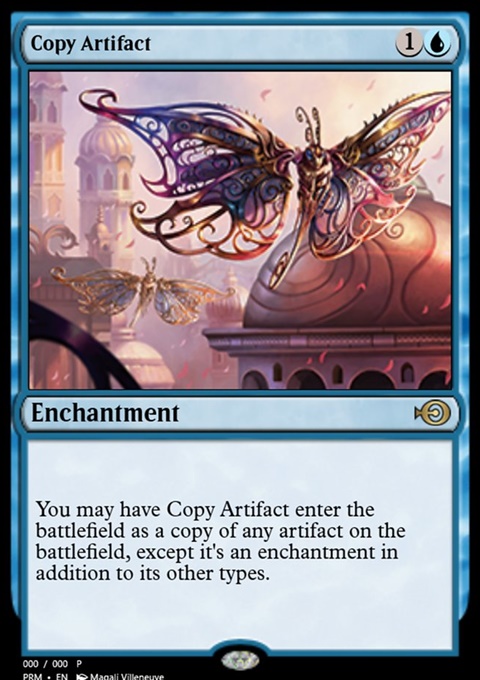 Copy Artifact 1
Enchantment
You may have Copy Artifact enter the
battlefield as a copy of any artifact on the
battlefield, except it's an enchantment in
addition to its other types.
000 / 000 P
PRM • EN Magali Villeneuve